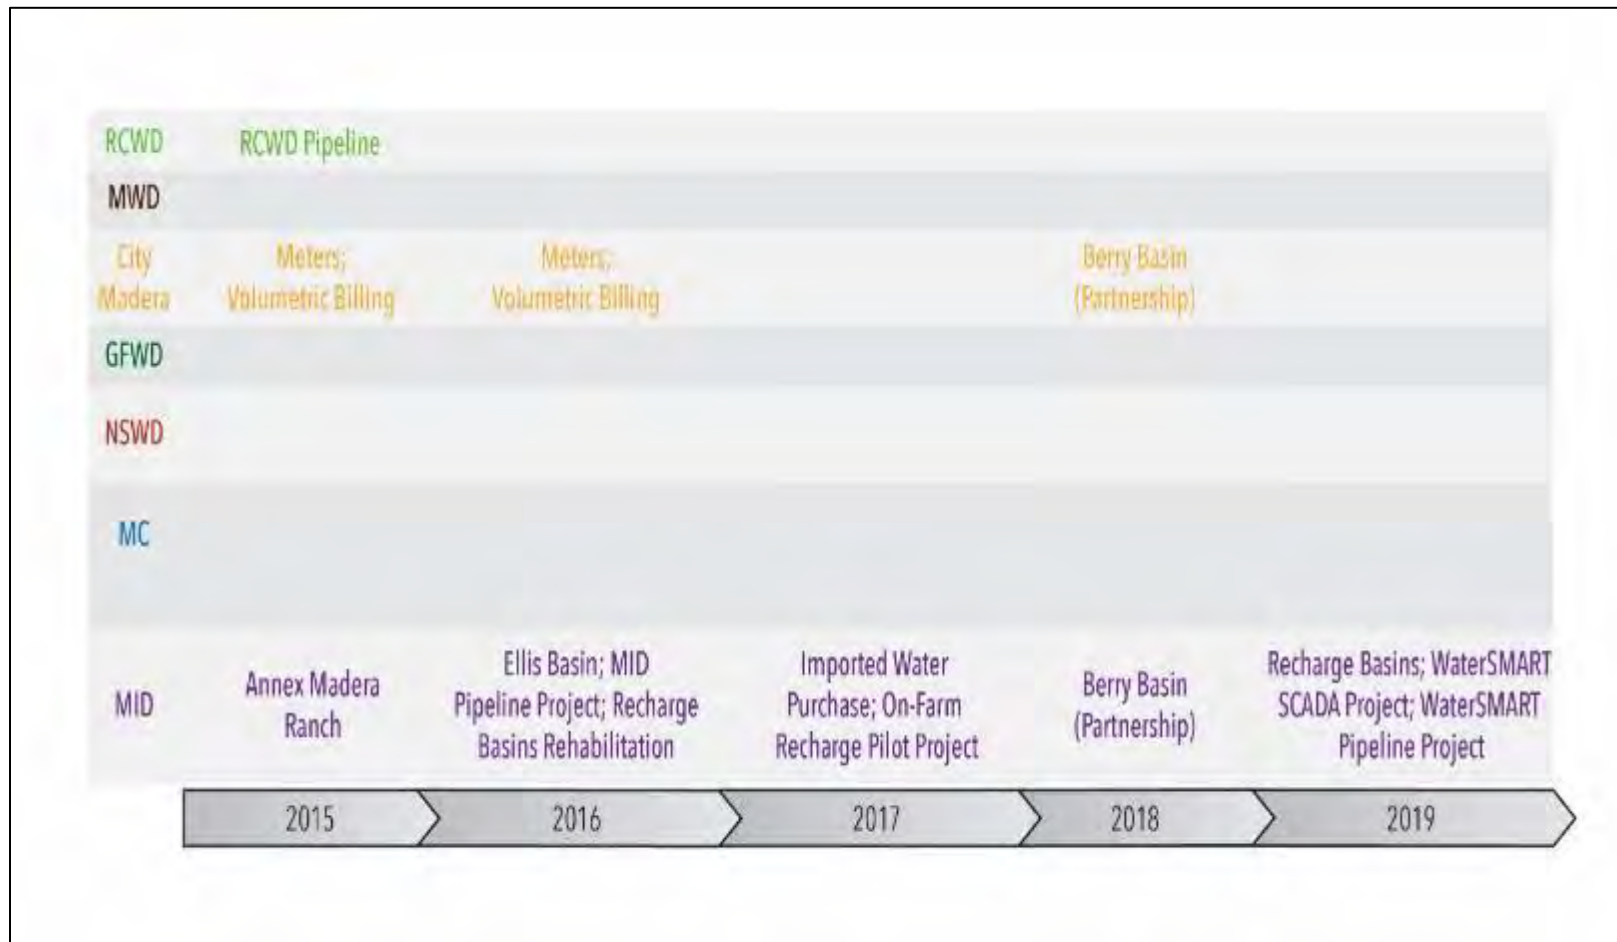 RCWD
RCWD Pipeline
MWD
City
Madera
Meters;
Volumetric Billing
Meters;
Volumetric Billing
Berry Basin
(Partnership)
GFWD
NSWD
MC
MID
Annex Madera
Ranch
Ellis Basin; MID
Pipeline Project; Recharge
Basins Rehabilitation
Imported Water
Purchase; On-Farm
Recharge Pilot Project
Berry Basin
(Partnership)
Recharge Basins; WaterSMART
SCADA Project; WaterSMART
Pipeline Project
2015
2016
2017
2018
2019